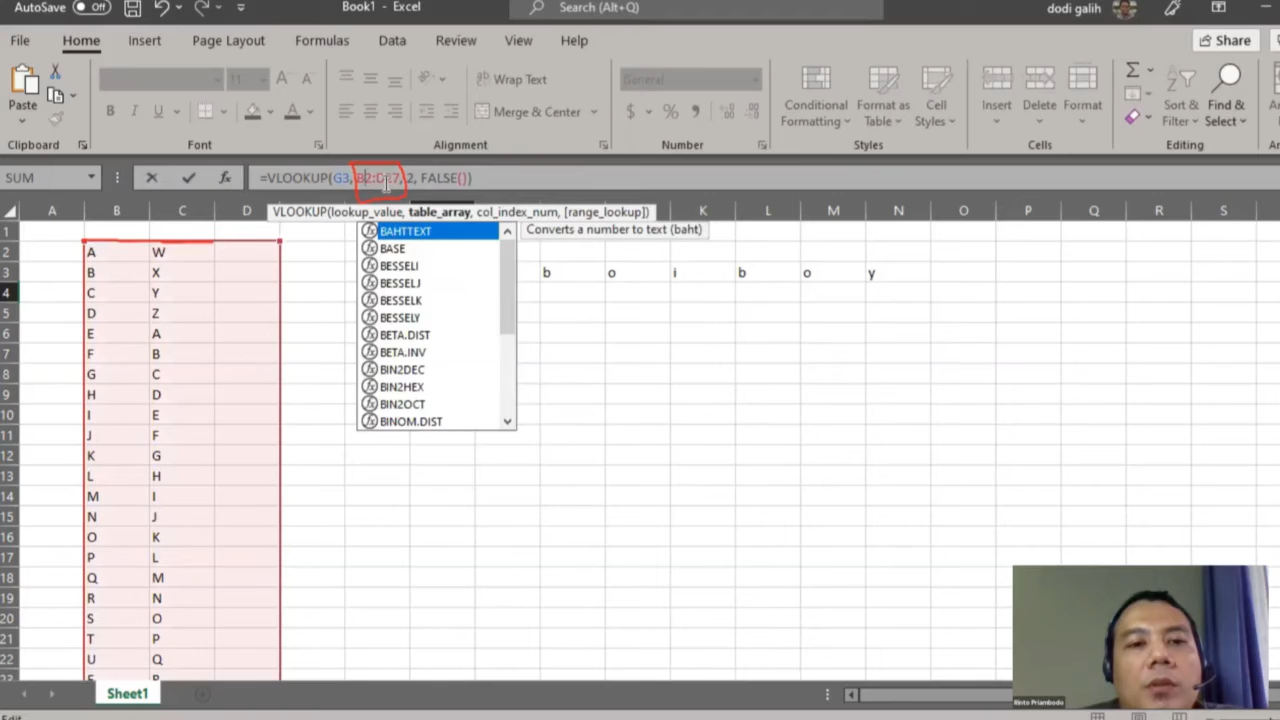 AutoSave Off Book1 - Excel Search (Alt+Q) dodi galih
File Home Insert Page Layout Formulas Data Review View Help Share
Paste
11 A A
B I U A
Wrap Text
Merge & Center
General
$ %
Conditional Formatting
Format as Table
Cell Styles
Insert
Delete
Format
Sort & Filter
Find & Select
Clipboard Font Alignment Number Styles Cells Editing
SUM fx =VLOOKUP(G3, 2, FALSE())
VLOOKUP(lookup_value, table_array, col_index_num, [range_lookup])
A B C D K L M N O P Q R S
BAHTTEXT Converts a number to text (baht)
BASE
BESSELI
BESSELJ
BESSELK
BESSELY
BETA.DIST
BETA.INV
BIN2DEC
BIN2HEX
BIN2OCT
BINOM.DIST
1
2 A W
3 B X b o i b o y
4 C Y
5 D Z
6 E A
7 F B
8 G C
9 H D
10 I E
11 J F
12 K G
13 L H
14 M I
15 N J
16 O K
17 P L
18 Q M
19 R N
20 S O
21 T P
22 U Q
Sheet1
Rinto Priambodo